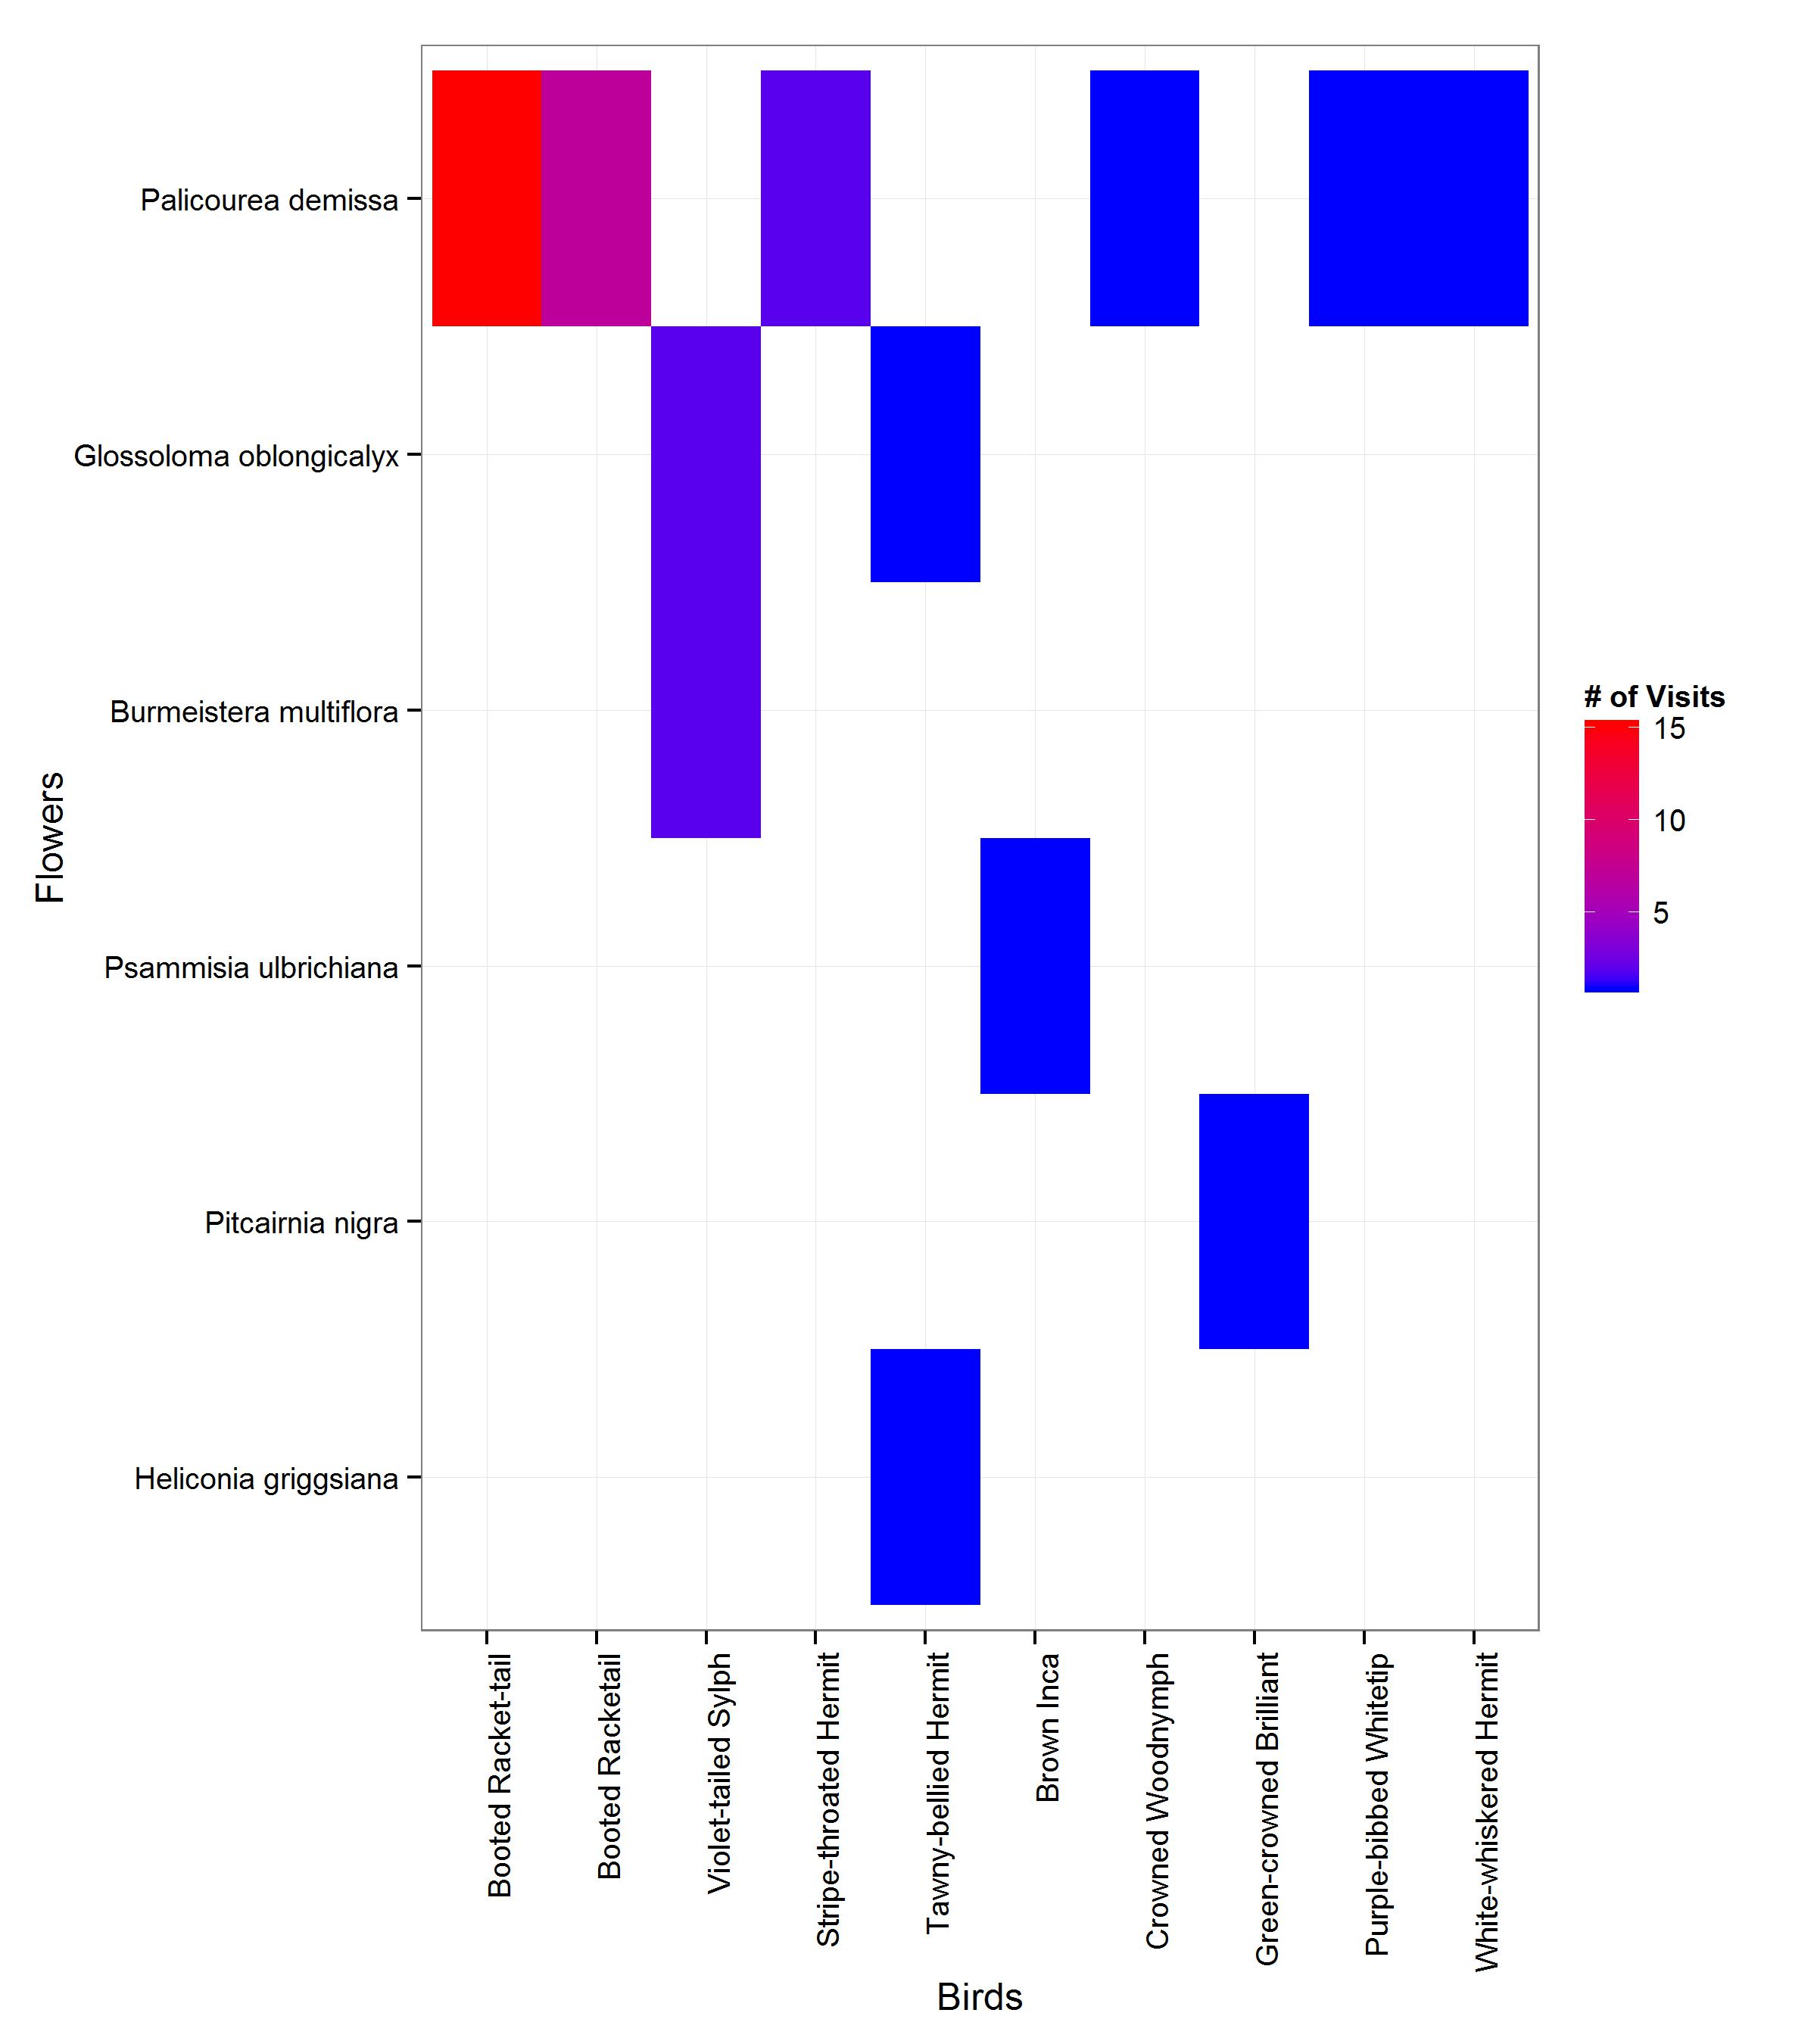 Palicourea demissa
Glossoloma oblongicalyx
Burmeistera multiflora
Psammisia ulbrichiana
Pitcairnia nigra
Heliconia griggsiana
Flowers
Booted Racket-tail
Booted Racketail
Violet-tailed Sylph
Stripe-throated Hermit
Tawny-bellied Hermit
Brown Inca
Crowned Woodnymph
Green-crowned Brilliant
Purple-bibbed Whitetip
White-whiskered Hermit
Birds
# of Visits
15
10
5